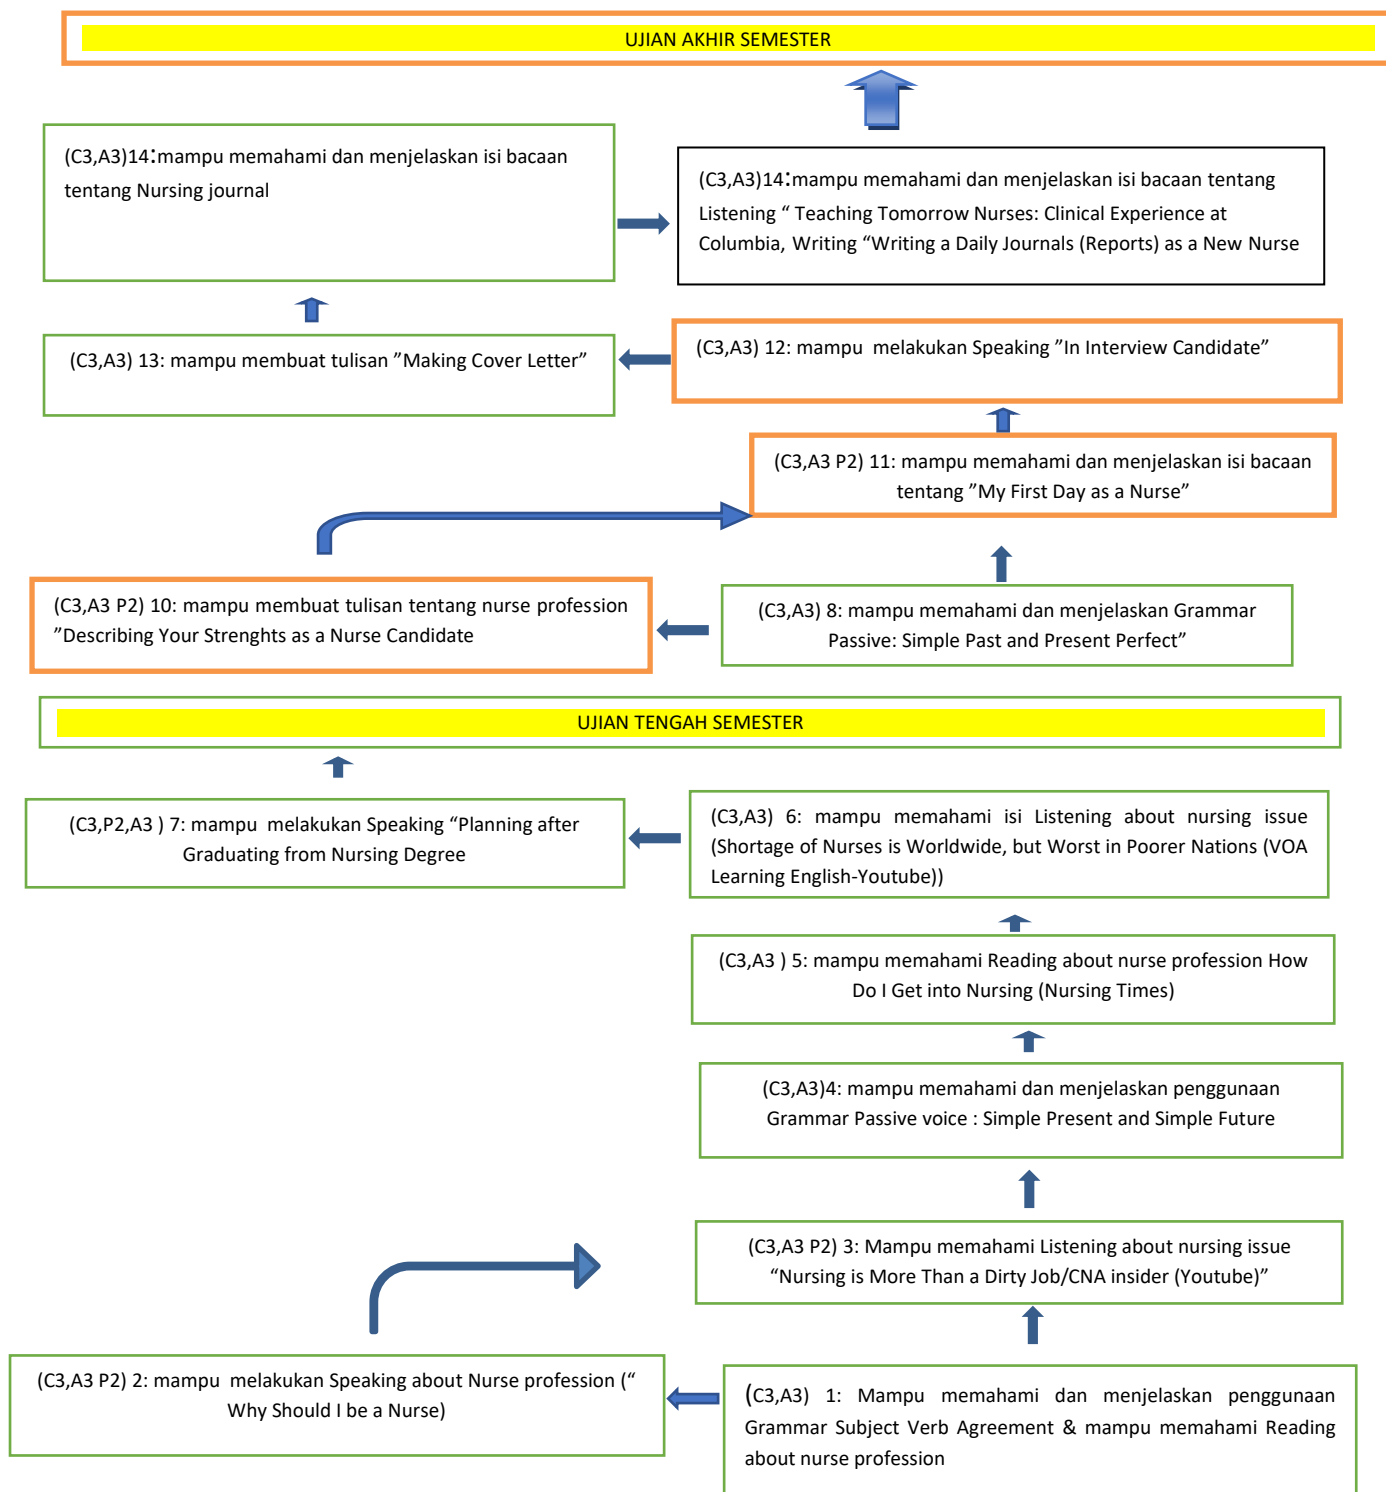 UJIAN AKHIR SEMESTER
(C3,A3)14:mampu memahami dan menjelaskan isi bacaan
tentang Nursing journal
(C3,A3)14:mampu memahami dan menjelaskan isi bacaan tentang
Listening “ Teaching Tomorrow Nurses: Clinical Experience at
Columbia, Writing “Writing a Daily Journals (Reports) as a New Nurse
(C3,A3) 13: mampu membuat tulisan ”Making Cover Letter”
(C3,A3) 12: mampu  melakukan Speaking ”In Interview Candidate”
(C3,A3 P2) 11: mampu memahami dan menjelaskan isi bacaan
tentang ”My First Day as a Nurse”
(C3,A3 P2) 10: mampu membuat tulisan tentang nurse profession
”Describing Your Strenghts as a Nurse Candidate
(C3,A3) 8: mampu memahami dan menjelaskan Grammar
Passive: Simple Past and Present Perfect”
UJIAN TENGAH SEMESTER
(C3,P2,A3 ) 7: mampu  melakukan Speaking “Planning after
Graduating from Nursing Degree
(C3,A3) 6: mampu memahami isi Listening about nursing issue
(Shortage of Nurses is Worldwide, but Worst in Poorer Nations (VOA
Learning English-Youtube))
(C3,A3 ) 5: mampu memahami Reading about nurse profession How
Do I Get into Nursing (Nursing Times)
(C3,A3)4: mampu memahami dan menjelaskan penggunaan
Grammar Passive voice : Simple Present and Simple Future
(C3,A3 P2) 3: Mampu memahami Listening about nursing issue
“Nursing is More Than a Dirty Job/CNA insider (Youtube)”
(C3,A3 P2) 2: mampu  melakukan Speaking about Nurse profession (“
Why Should I be a Nurse)
(C3,A3) 1: Mampu memahami dan menjelaskan penggunaan
Grammar Subject Verb Agreement & mampu memahami Reading
about nurse profession